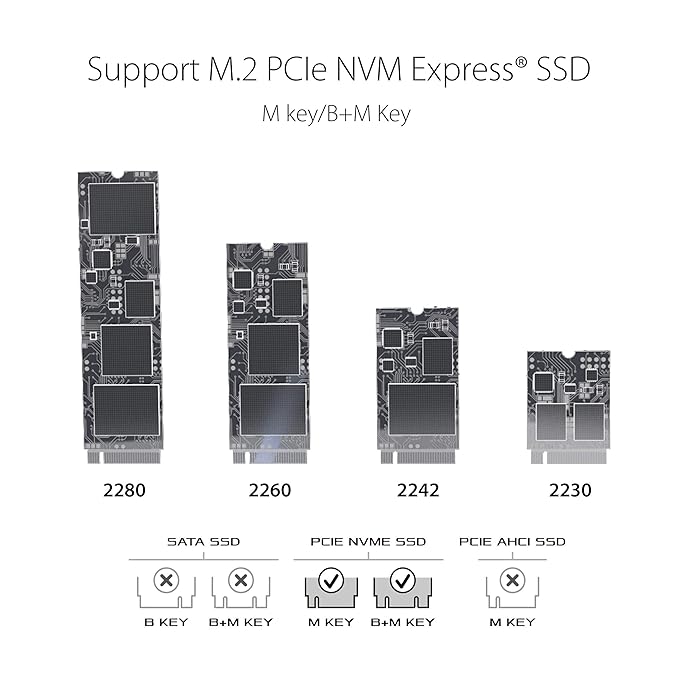 Support M.2 PCIe NVM Express® SSD
M key/B+M Key
2280 2260 2242 2230
SATA SSD PCIE NVME SSD PCIE AHCI SSD
B KEY B+M KEY M KEY B+M KEY M KEY